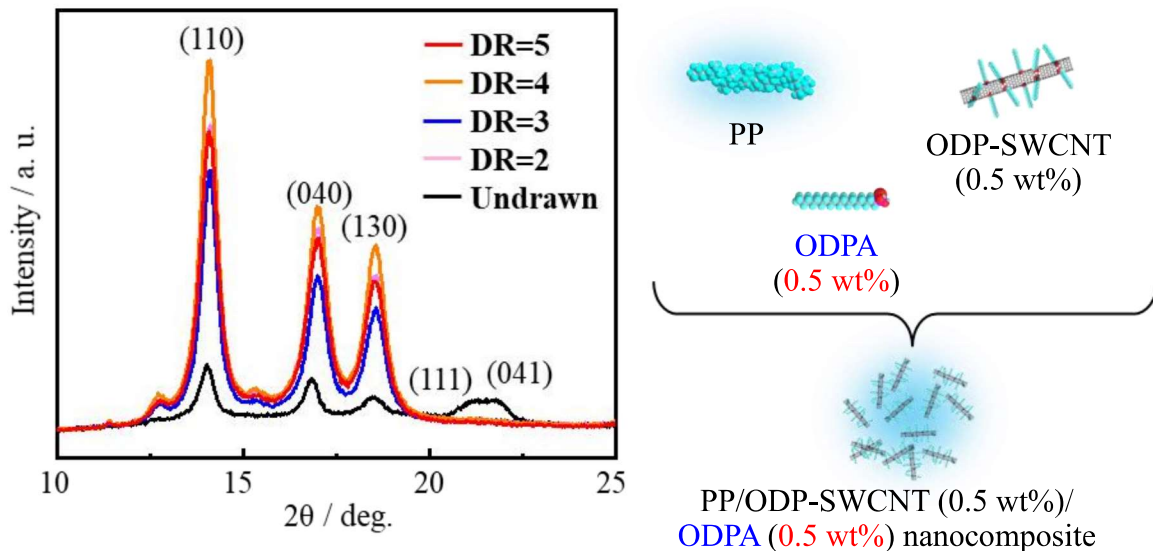 (110)
DR=5
DR=4
DR=3
DR=2
Undrawn
(040)
(130)
(111)
(041)
Intensity / a. u.
10
15
20
25
2θ / deg.
PP
ODP-SWCNT
(0.5 wt%)
ODPA
(0.5 wt%)
PP/ODP-SWCNT (0.5 wt%)/
ODPA (0.5 wt%) nanocomposite